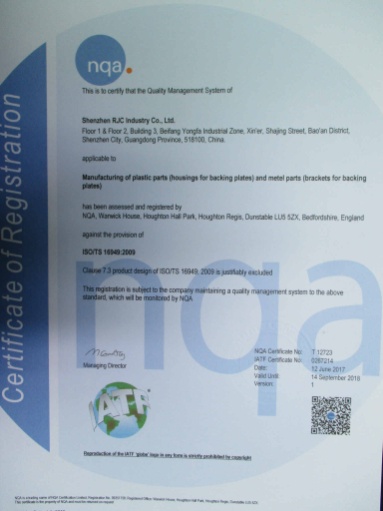 Certificate of Registration
nqa.
This is to certify that the Quality Management System of
Shenzhen RJC Industry Co., Ltd.
Floor 1 & Floor 2, Building 3, Beifang Yongfa Industrial Zone, Xin'er, Shajing Street, Bao'an District,
Shenzhen City, Guangdong Province, 518100, China.
applicable to
Manufacturing of plastic parts (housings for backing plates) and metal parts (brackets for backing
plates)
has been assessed and registered by
NQA, Warwick House, Houghton Hall Park, Houghton Regis, Dunstable LU5 5ZX, Bedfordshire, England
against the provision of
ISO/TS 16949:2009
Clause 7.3 product design of ISO/TS 16949: 2009 is justifiably excluded
This registration is subject to the company maintaining a quality management system to the above
standard, which will be monitored by NQA
nqa
Managing Director
NQA Certificate No: T12723
IATF Certificate No: 0267214
Date: 12 June 2017
Valid Until: 14 September 2018
Version: 1
IATF
Reproduction of the IATF "globe" logo in any form is strictly prohibited by copyright